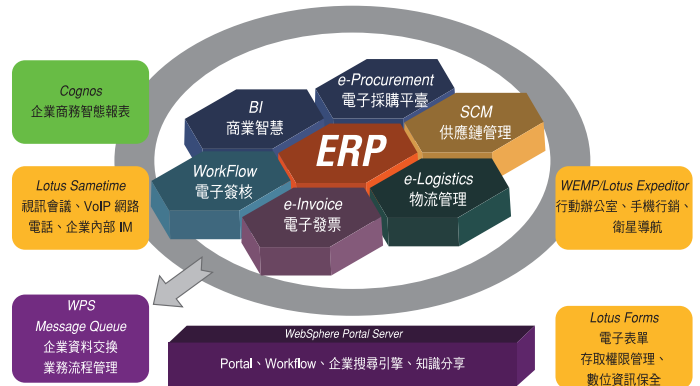 Cognos
企業商務智能報表
Lotus Sametime
視訊會議、VoIP 網路
電話、企業內部 IM
WPS
Message Queue
企業資料交換
業務流程管理
e-Procurement
電子採購平臺
BI
商業智慧
SCM
供應鏈管理
ERP
WorkFlow
電子簽核
e-Logistics
物流管理
e-Invoice
電子發票
WebSphere Portal Server
Portal、Workflow、企業搜尋引擎、知識分享
WEMP/Lotus Expeditor
行動辦公室、手機行銷、
衛星導航
Lotus Forms
電子表單
存取權限管理、
數位資訊保全